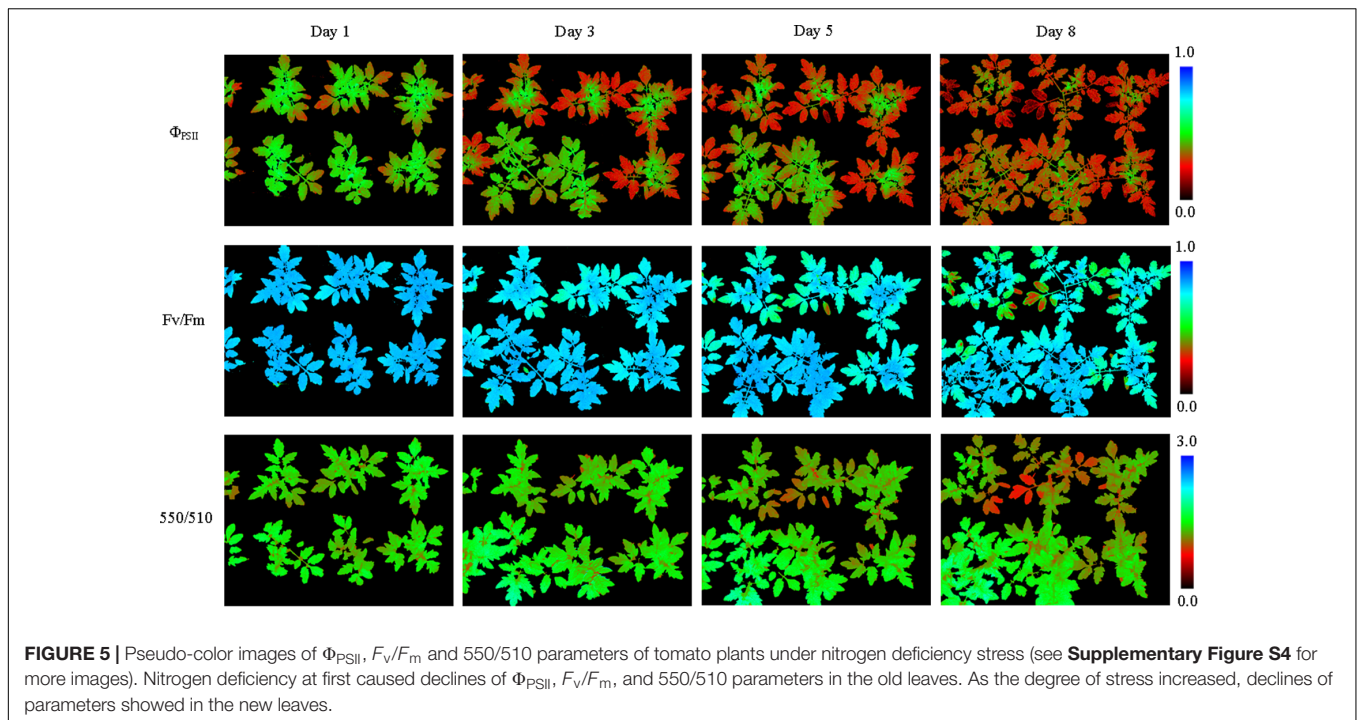 Day 1 Day 3 Day 5 Day 8
ΦPSII
1.0
0.0
Fv/Fm
1.0
0.0
550/510
3.0
0.0
FIGURE 5 | Pseudo-color images of ΦPSII, Fv/Fm and 550/510 parameters of tomato plants under nitrogen deficiency stress (see Supplementary Figure S4 for
more images). Nitrogen deficiency at first caused declines of ΦPSII, Fv/Fm, and 550/510 parameters in the old leaves. As the degree of stress increased, declines of
parameters showed in the new leaves.